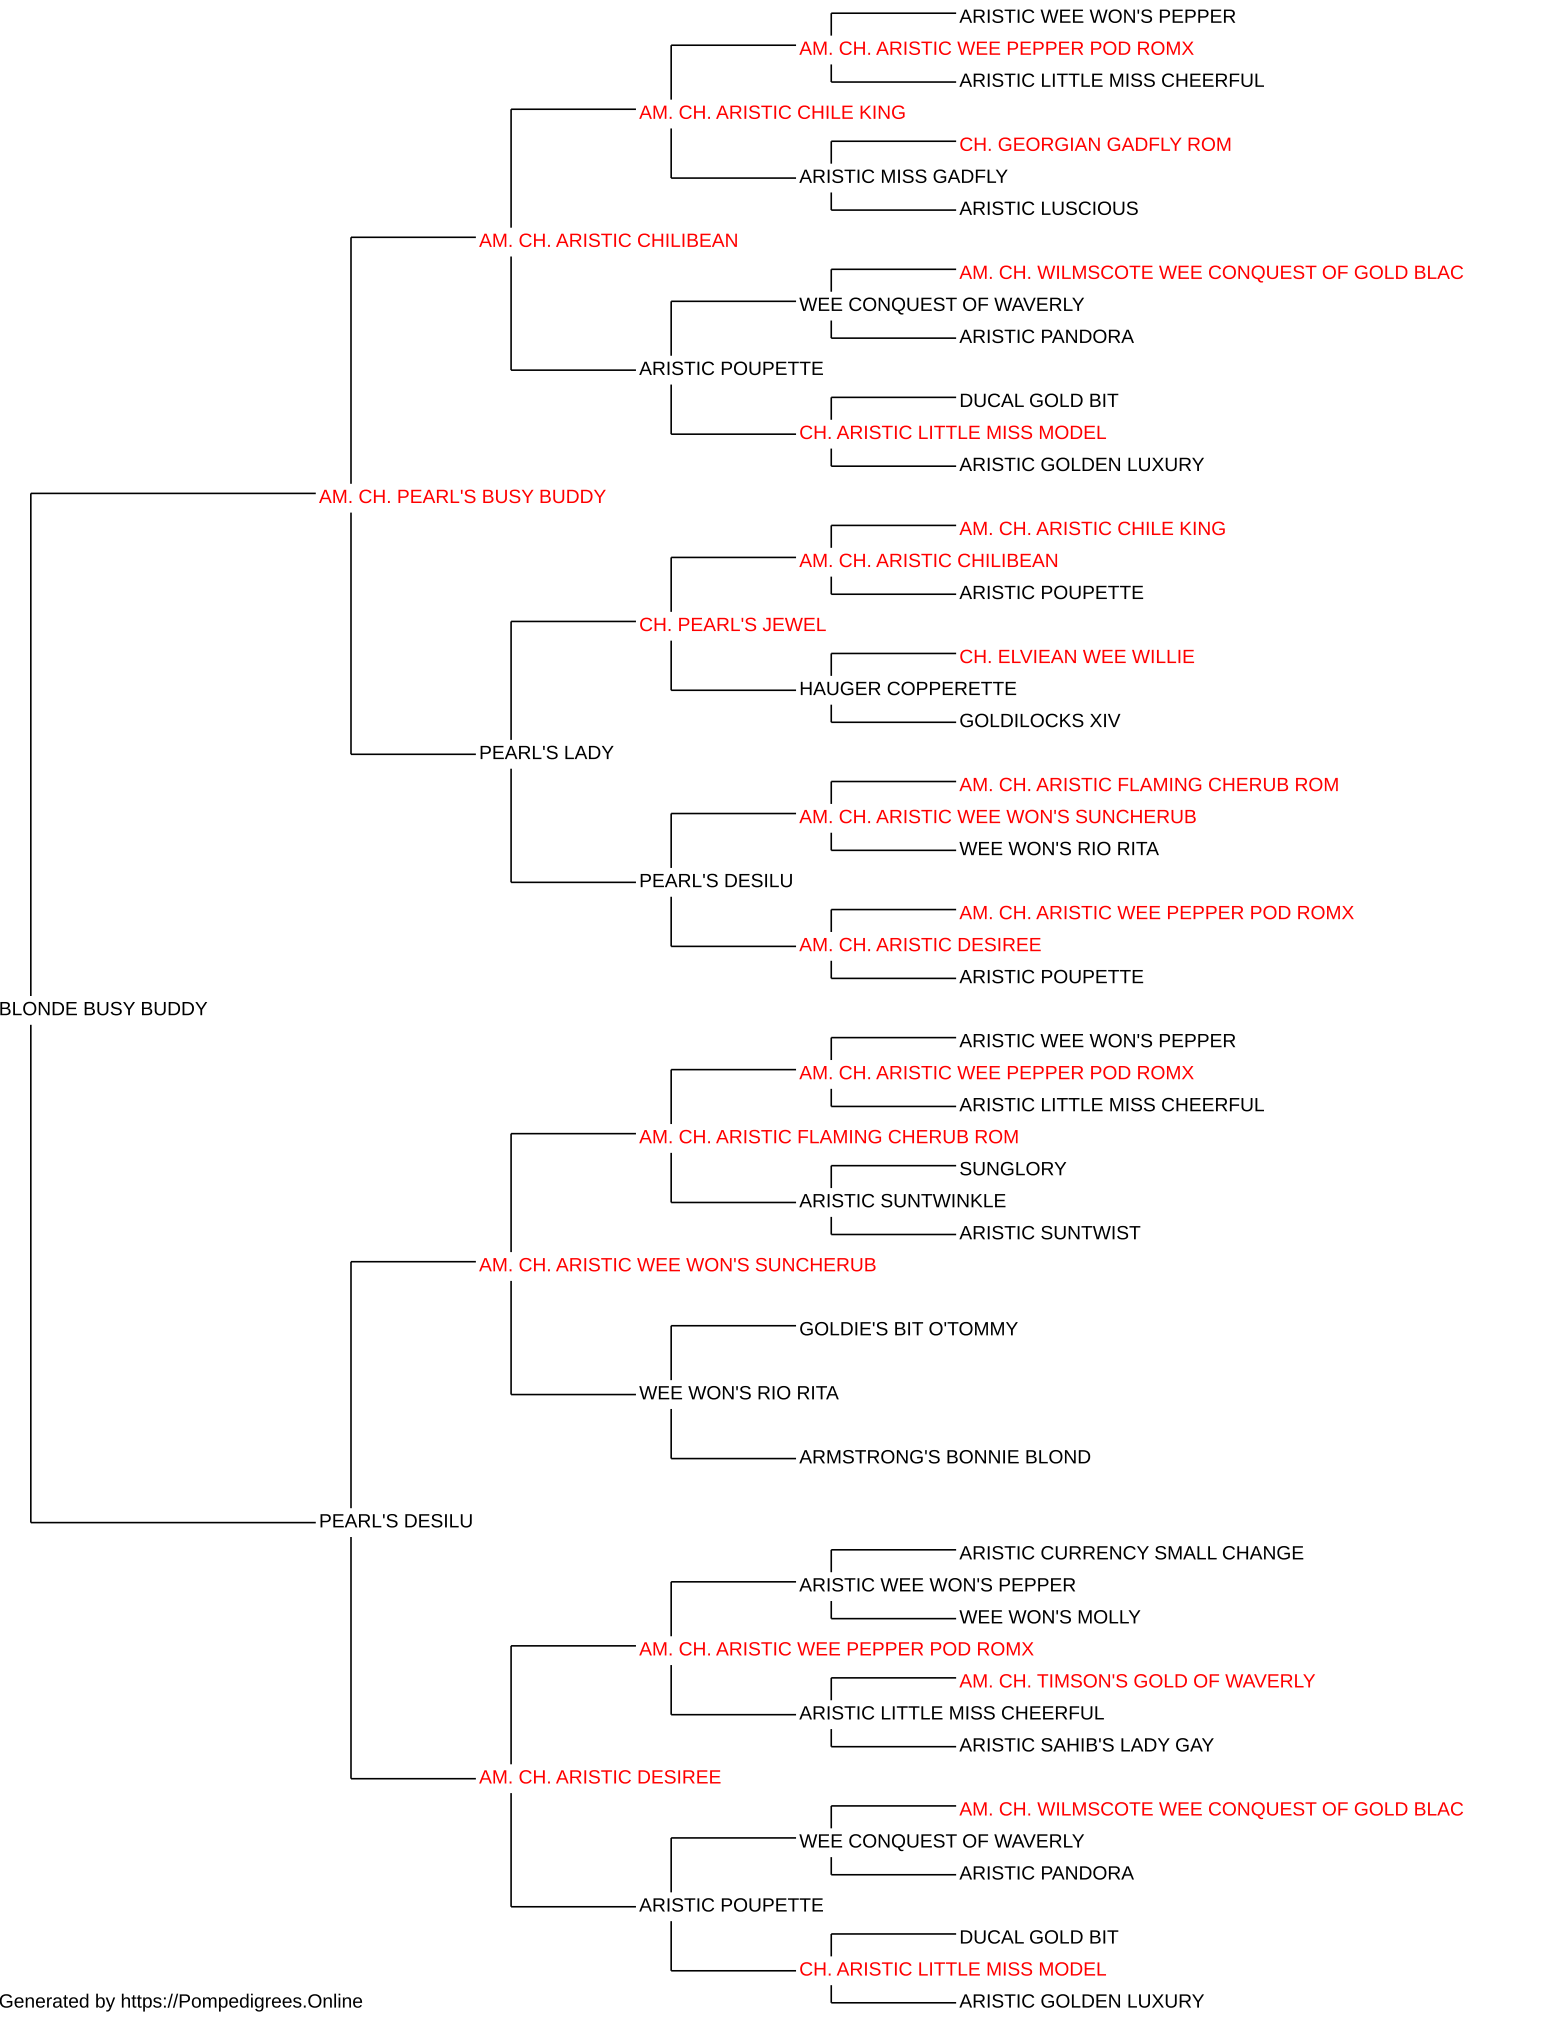 ARISTIC WEE WON'S PEPPER
AM. CH. ARISTIC WEE PEPPER POD ROMX
ARISTIC LITTLE MISS CHEERFUL
AM. CH. ARISTIC CHILE KING
CH. GEORGIAN GADFLY ROM
ARISTIC MISS GADFLY
ARISTIC LUSCIOUS
AM. CH. ARISTIC CHILIBEAN
AM. CH. WILMSCOTE WEE CONQUEST OF GOLD BLAC
WEE CONQUEST OF WAVERLY
ARISTIC PANDORA
ARISTIC POUPETTE
DUCAL GOLD BIT
CH. ARISTIC LITTLE MISS MODEL
ARISTIC GOLDEN LUXURY
AM. CH. PEARL'S BUSY BUDDY
AM. CH. ARISTIC CHILE KING
AM. CH. ARISTIC CHILIBEAN
ARISTIC POUPETTE
CH. PEARL'S JEWEL
CH. ELVIEAN WEE WILLIE
HAUGER COPPERETTE
GOLDILOCKS XIV
PEARL'S LADY
AM. CH. ARISTIC FLAMING CHERUB ROM
AM. CH. ARISTIC WEE WON'S SUNCHERUB
WEE WON'S RIO RITA
PEARL'S DESILU
AM. CH. ARISTIC WEE PEPPER POD ROMX
AM. CH. ARISTIC DESIREE
ARISTIC POUPETTE
BLONDE BUSY BUDDY
ARISTIC WEE WON'S PEPPER
AM. CH. ARISTIC WEE PEPPER POD ROMX
ARISTIC LITTLE MISS CHEERFUL
AM. CH. ARISTIC FLAMING CHERUB ROM
SUNGLORY
ARISTIC SUNTWINKLE
ARISTIC SUNTWIST
AM. CH. ARISTIC WEE WON'S SUNCHERUB
GOLDIE'S BIT O'TOMMY
WEE WON'S RIO RITA
ARMSTRONG'S BONNIE BLOND
PEARL'S DESILU
ARISTIC CURRENCY SMALL CHANGE
ARISTIC WEE WON'S PEPPER
WEE WON'S MOLLY
AM. CH. ARISTIC WEE PEPPER POD ROMX
AM. CH. TIMSON'S GOLD OF WAVERLY
ARISTIC LITTLE MISS CHEERFUL
ARISTIC SAHIB'S LADY GAY
AM. CH. ARISTIC DESIREE
AM. CH. WILMSCOTE WEE CONQUEST OF GOLD BLAC
WEE CONQUEST OF WAVERLY
ARISTIC PANDORA
ARISTIC POUPETTE
DUCAL GOLD BIT
CH. ARISTIC LITTLE MISS MODEL
ARISTIC GOLDEN LUXURY
Generated by https://Pompedigrees.Online